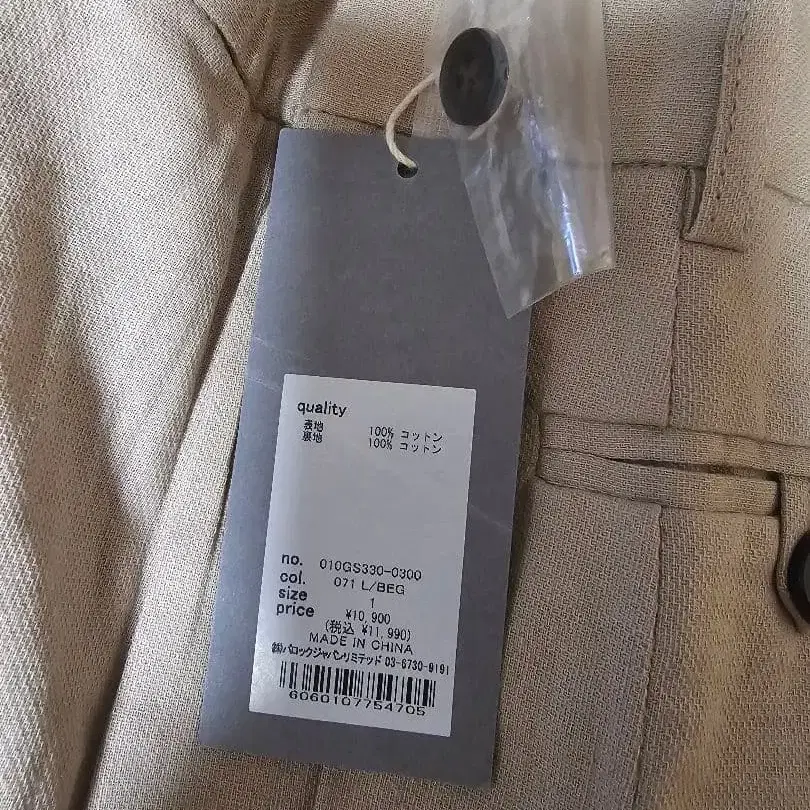 quality
表地 100% コットン
裏地 100% コットン
no. 010GS330-0300
col. 071 L/BEG
size 1
price ¥10,900
(税込 ¥11,990)
MADE IN CHINA
㈱バロックジャパンリミテッド 03-6730-9191
6060107754705